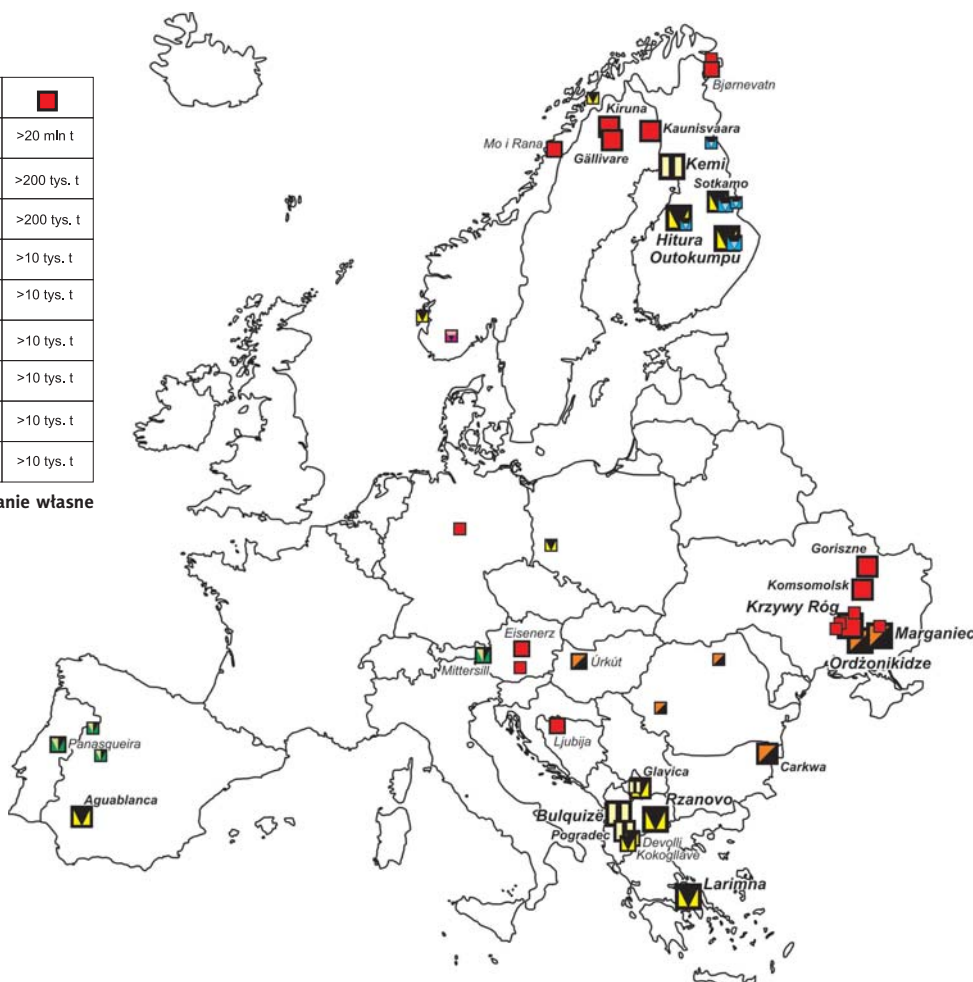 >20 mln t
>200 tys. t
>200 tys. t
>10 tys. t
>10 tys. t
>10 tys. t
>10 tys. t
>10 tys. t
>10 tys. t
anie własne
Bjørnevatn
Kiruna
Kaunisvaara
Mo i Rana
Gällivare
Kemi
Sotkamo
Hitura
Outokumpu
Goriszne
Komsomolsk
Krzywy Róg
Marganiec
Ordżonikidze
Eisenerz
Mittersill
Úrkút
Ljubija
Carkwa
Panasqueira
Aguablanca
Glavica
Rzanovo
Bulquizë
Pogradec
Devolli
Kokogllave
Larimna